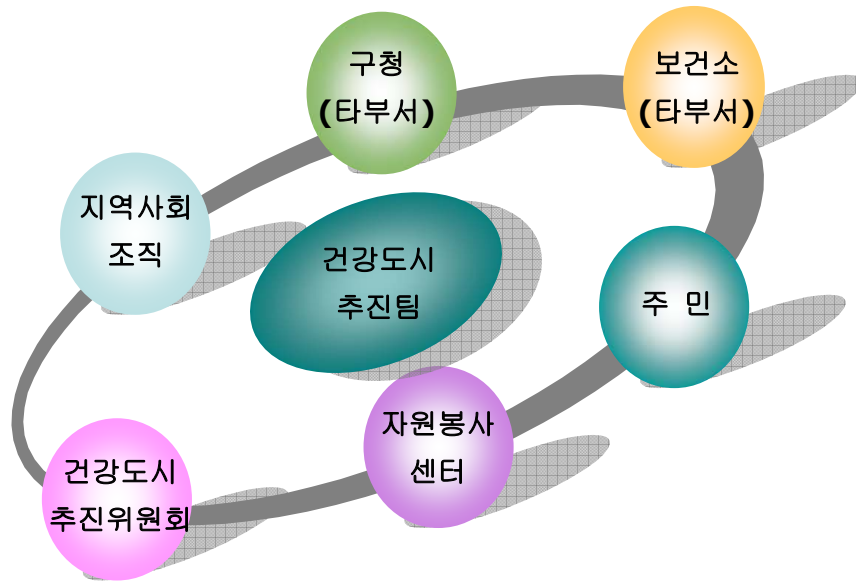 구청
(타부서)
보건소
(타부서)
지역사회
조직
건강도시
추진팀
주 민
자원봉사
센터
건강도시
추진위원회